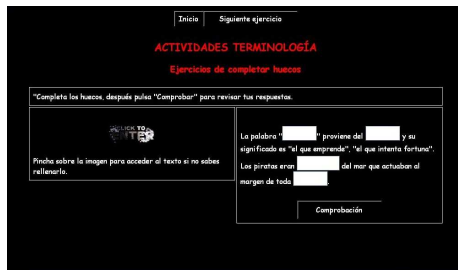 Inicio
Siguiente ejercicio
ACTIVIDADES TERMINOLOGÍA
Ejercicios de completar huecos
"Completa los huecos, después pulsa "Comprobar" para revisar tus respuestas.
CLICK TO
ENTER
Pincha sobre la imagen para acceder al texto si no sabes
rellenarlo.
La palabra " " proviene del y su
significado es "el que emprende", "el que intenta fortuna".
Los piratas eran del mar que actuaban al
margen de toda .
Comprobación